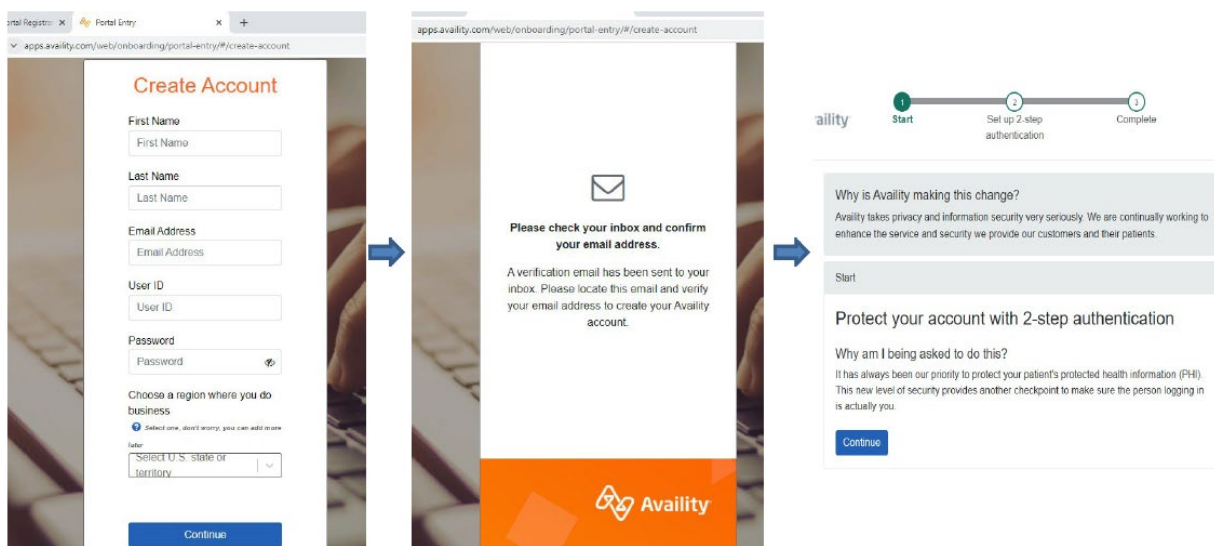 ortal Registra
Portal Entry
apps.availity.com/web/onboarding/portal-entry/#/create-account
Create Account
First Name
First Name
Last Name
Last Name
Email Address
Email Address
User ID
User ID
Password
Password
Choose a region where you do
business
Select one, don't worry, you can add more
later
Select U.S. state or
territory
Continue
apps.availity.com/web/onboarding/portal-entry/#/create-account
Please check your inbox and confirm
your email address.
A verification email has been sent to your
inbox. Please locate this email and verify
your email address to create your Availity
account.
Availity
aility
1
2
3
Start
Set up 2-step
authentication
Complete
Why is Availity making this change?
Availity takes privacy and information security very seriously. We are continually working to
enhance the service and security we provide our customers and their patients.
Start
Protect your account with 2-step authentication
Why am I being asked to do this?
It has always been our priority to protect your patient's protected health information (PHI).
This new level of security provides another checkpoint to make sure the person logging in
is actually you.
Continue